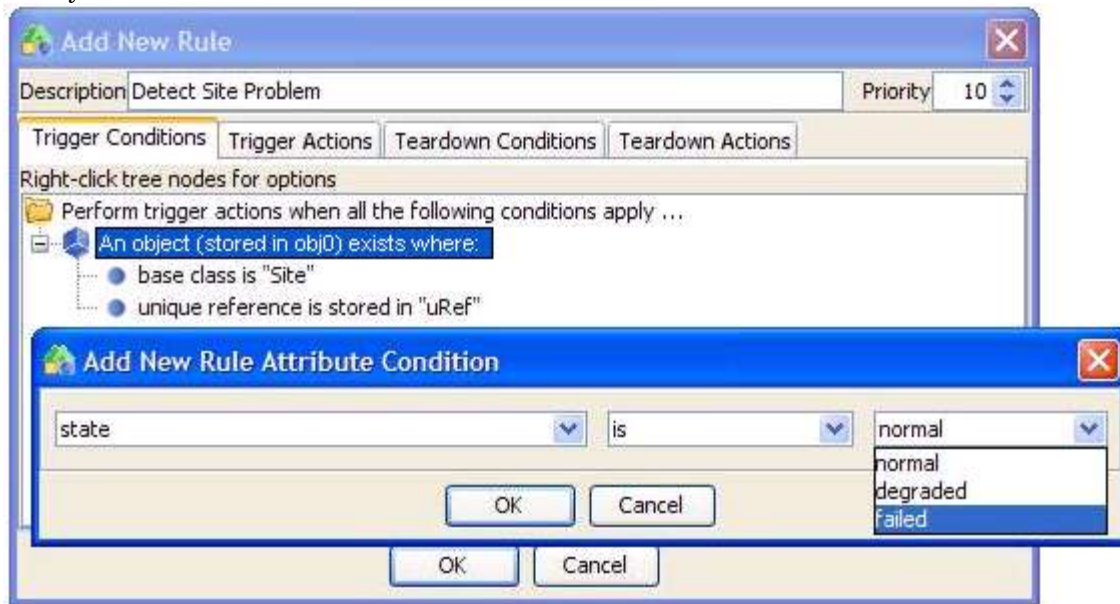 Add New Rule
Description Detect Site Problem Priority 10
Trigger Conditions Trigger Actions Teardown Conditions Teardown Actions
Right-click tree nodes for options
Perform trigger actions when all the following conditions apply ...
An object (stored in obj0) exists where:
base class is "Site"
unique reference is stored in "uRef"
Add New Rule Attribute Condition
state is normal
normal
degraded
failed
OK Cancel
OK Cancel